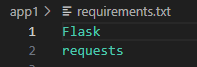 app1 > requirements.txt
1 Flask
2 requests